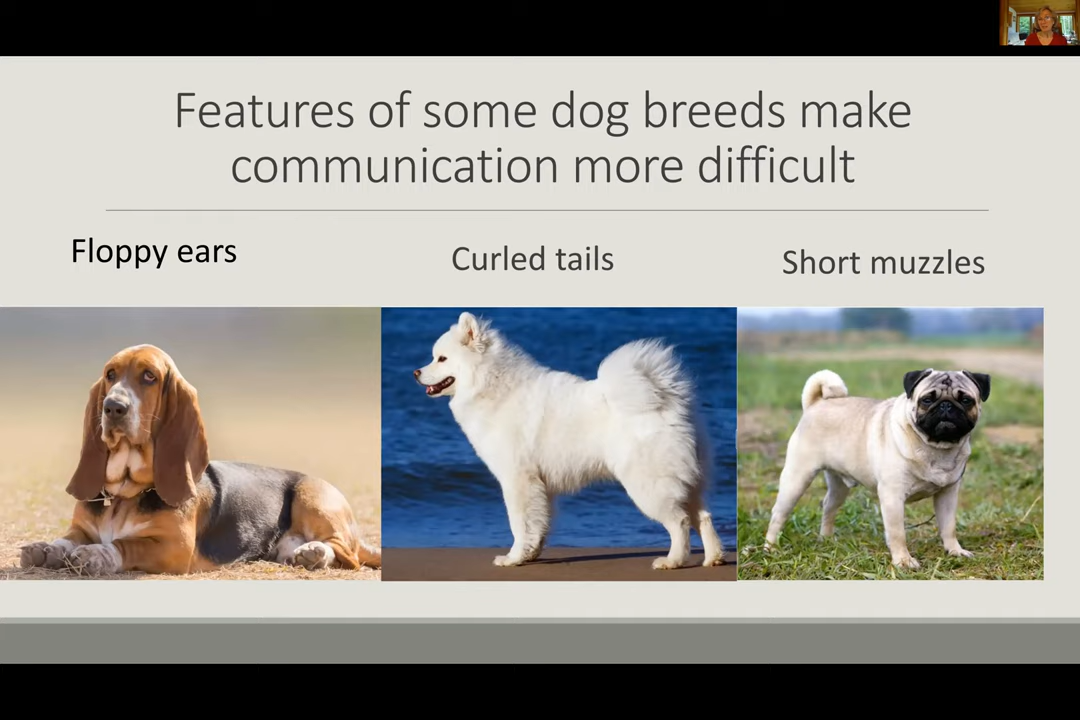 Features of some dog breeds make
communication more difficult
Floppy ears
Curled tails
Short muzzles